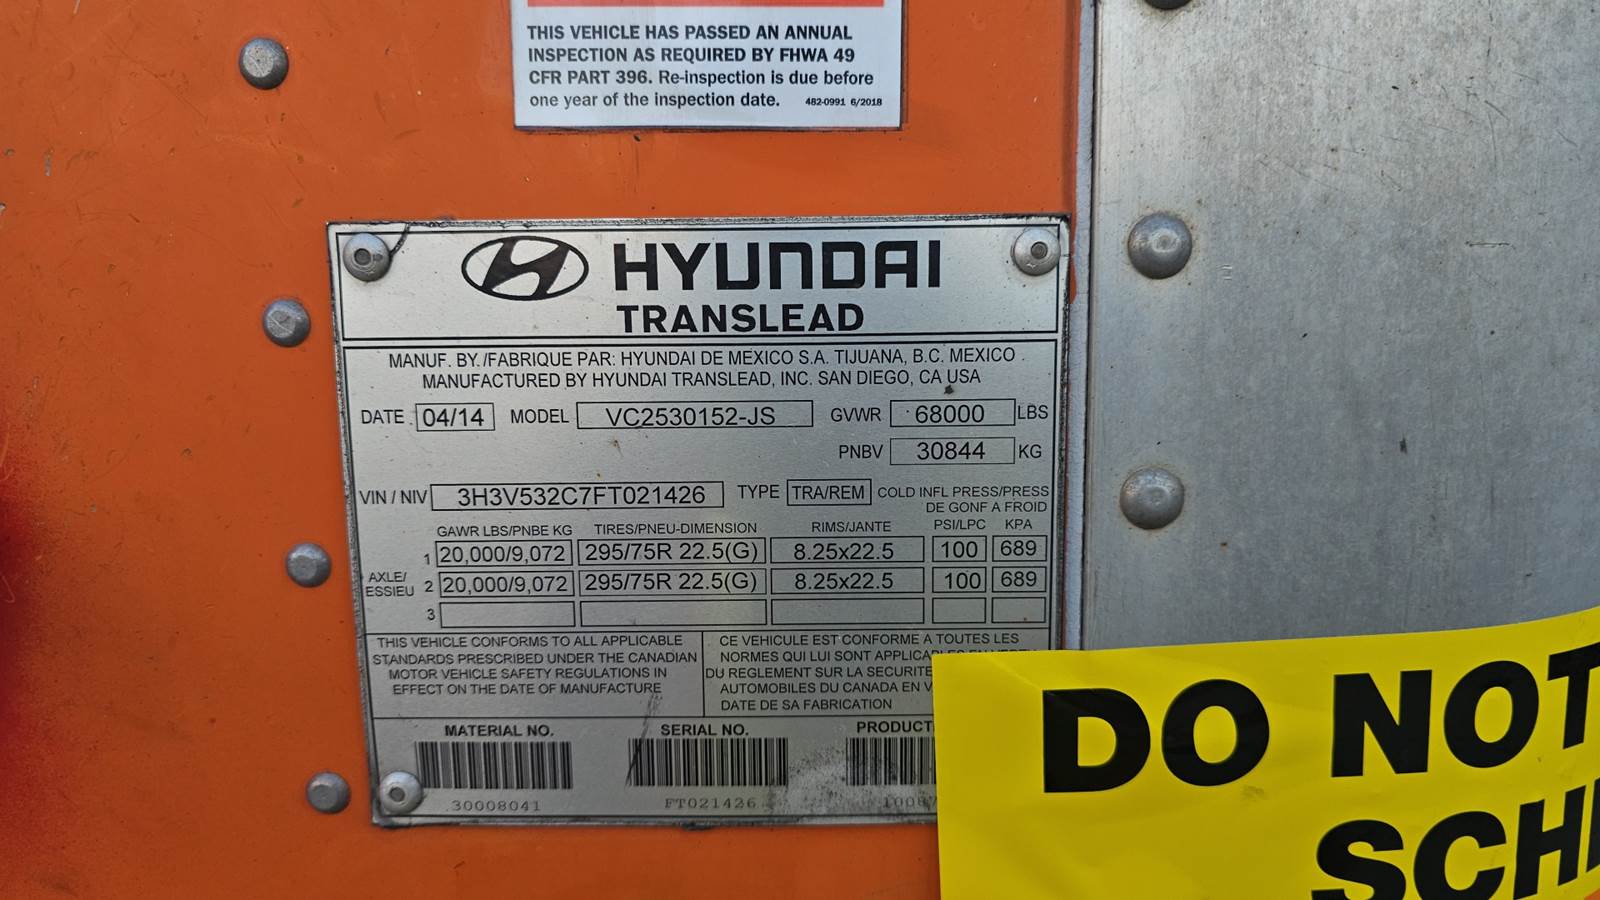 THIS VEHICLE HAS PASSED AN ANNUAL
INSPECTION AS REQUIRED BY FHWA 49
CFR PART 396. Re-inspection is due before
one year of the inspection date. 482-0991 6/2018
HYUNDAI
TRANSLEAD
MANUF. BY./FABRIQUE PAR: HYUNDAI DE MEXICO S.A. TIJUANA, B.C. MEXICO
MANUFACTURED BY HYUNDAI TRANSLEAD, INC. SAN DIEGO, CA USA
DATE 04/14 MODEL VC2530152-JS GVWR 68000 LBS
PNBV 30844 KG
VIN / NIV 3H3V532C7FT021426 TYPE TRA/REM COLD INFL PRESS/PRESS
DE GONF A FROID
GAWR LBS/PNBE KG TIRES/PNEU-DIMENSION RIMS/JANTE PSI/LPC KPA
1 20,000/9,072 295/75R 22.5(G) 8.25x22.5 100 689
AXLE/
ESSIEU 2 20,000/9,072 295/75R 22.5(G) 8.25x22.5 100 689
3
THIS VEHICLE CONFORMS TO ALL APPLICABLE
STANDARDS PRESCRIBED UNDER THE CANADIAN
MOTOR VEHICLE SAFETY REGULATIONS IN
EFFECT ON THE DATE OF MANUFACTURE
CE VEHICULE EST CONFORME A TOUTES LES
NORMES QUI LUI SONT
DU REGLEMENT SUR LA SECURITE
AUTOMOBILES DU CANADA EN
DATE DE SA FABRICATION
MATERIAL NO. SERIAL NO. PRODUCT
30008041 FT021426
DO NOT
SCH